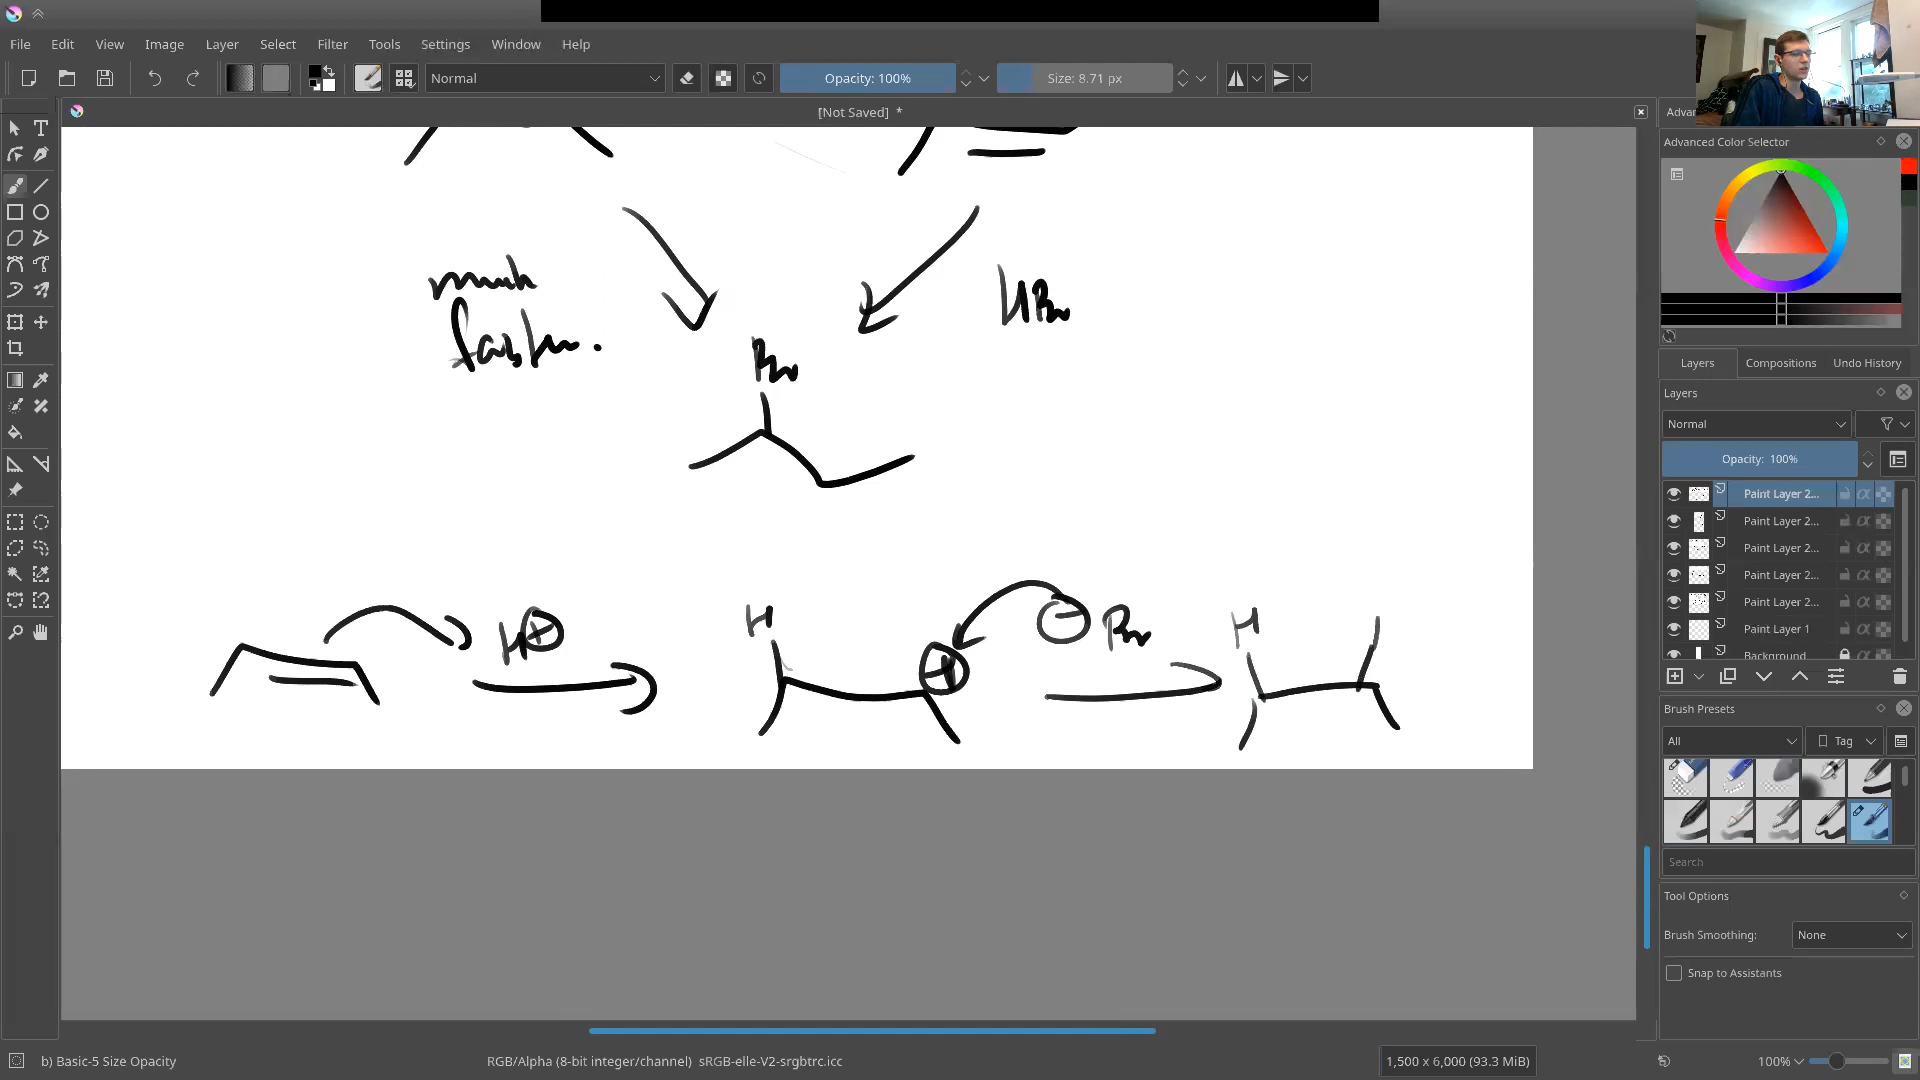 File Edit View Image Layer Select Filter Tools Settings Window Help
Normal
Opacity: 100%
Size: 8.71 px
[Not Saved] *
Advanced Color Selector
Layers Compositions Undo History
Layers
Normal
Opacity: 100%
Paint Layer 2...
Paint Layer 2...
Paint Layer 2...
Paint Layer 2...
Paint Layer 2...
Paint Layer 1
Background
Brush Presets
All
Tag
Search
Tool Options
Brush Smoothing: None
Snap to Assistants
much
faster.
HBr
Br
H⊕
H
⊕
⊖ Br
H
b) Basic-5 Size Opacity
RGB/Alpha (8-bit integer/channel) sRGB-elle-V2-srgbtrc.icc
1,500 x 6,000 (93.3 MiB)
100%